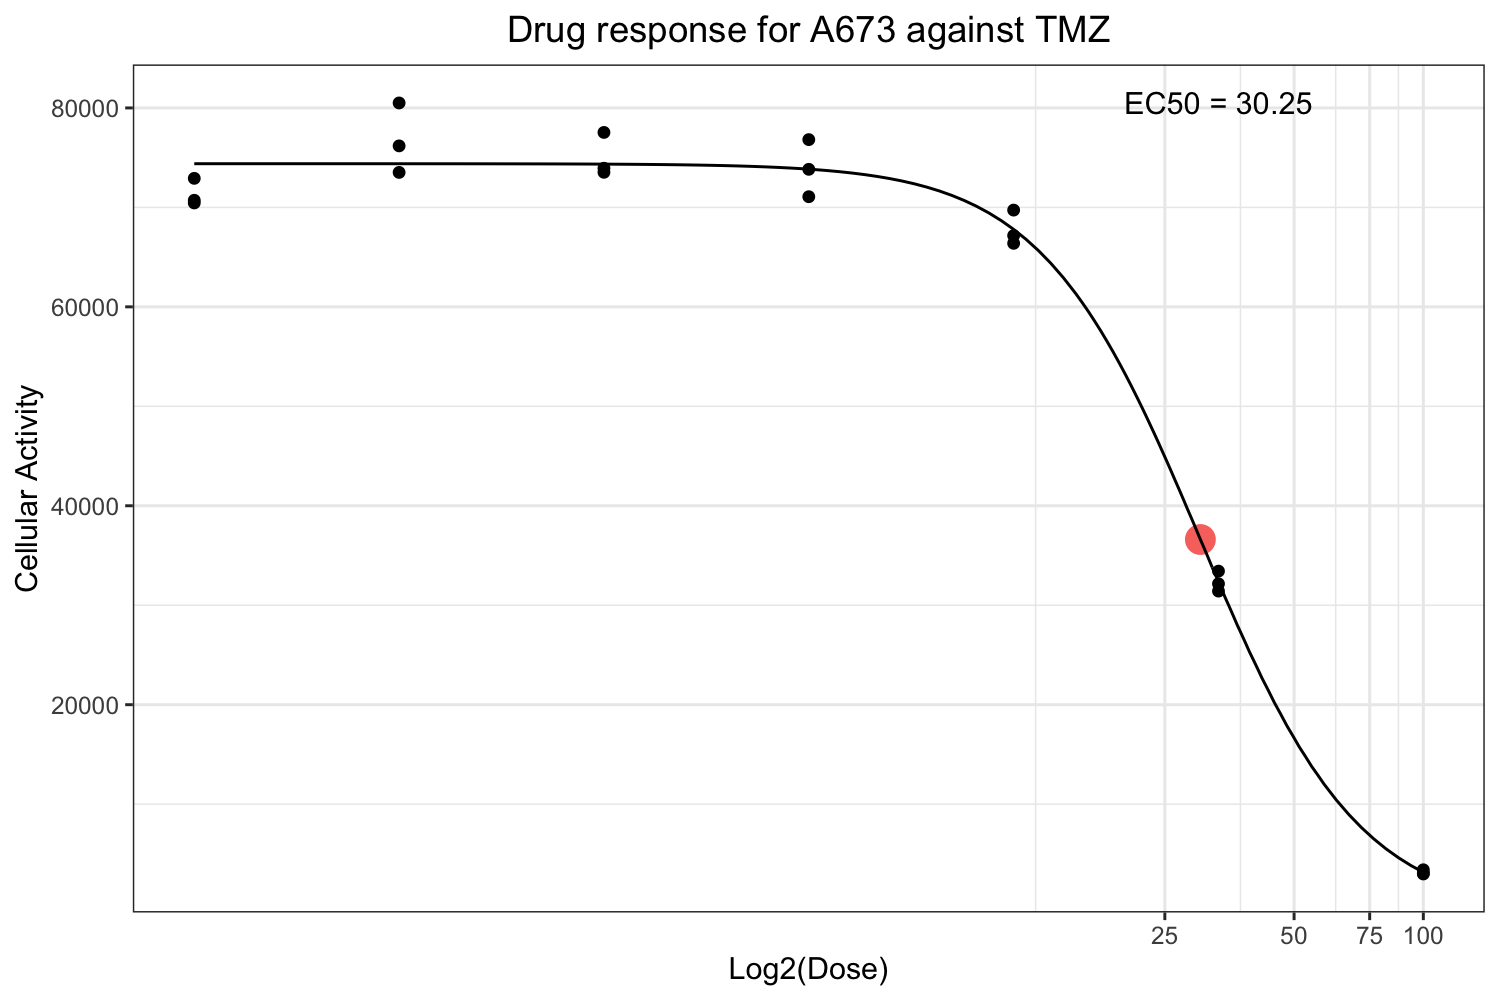 Drug response for A673 against TMZ
EC50 = 30.25
80000
60000
40000
20000
Cellular Activity
25 50 75 100
Log2(Dose)